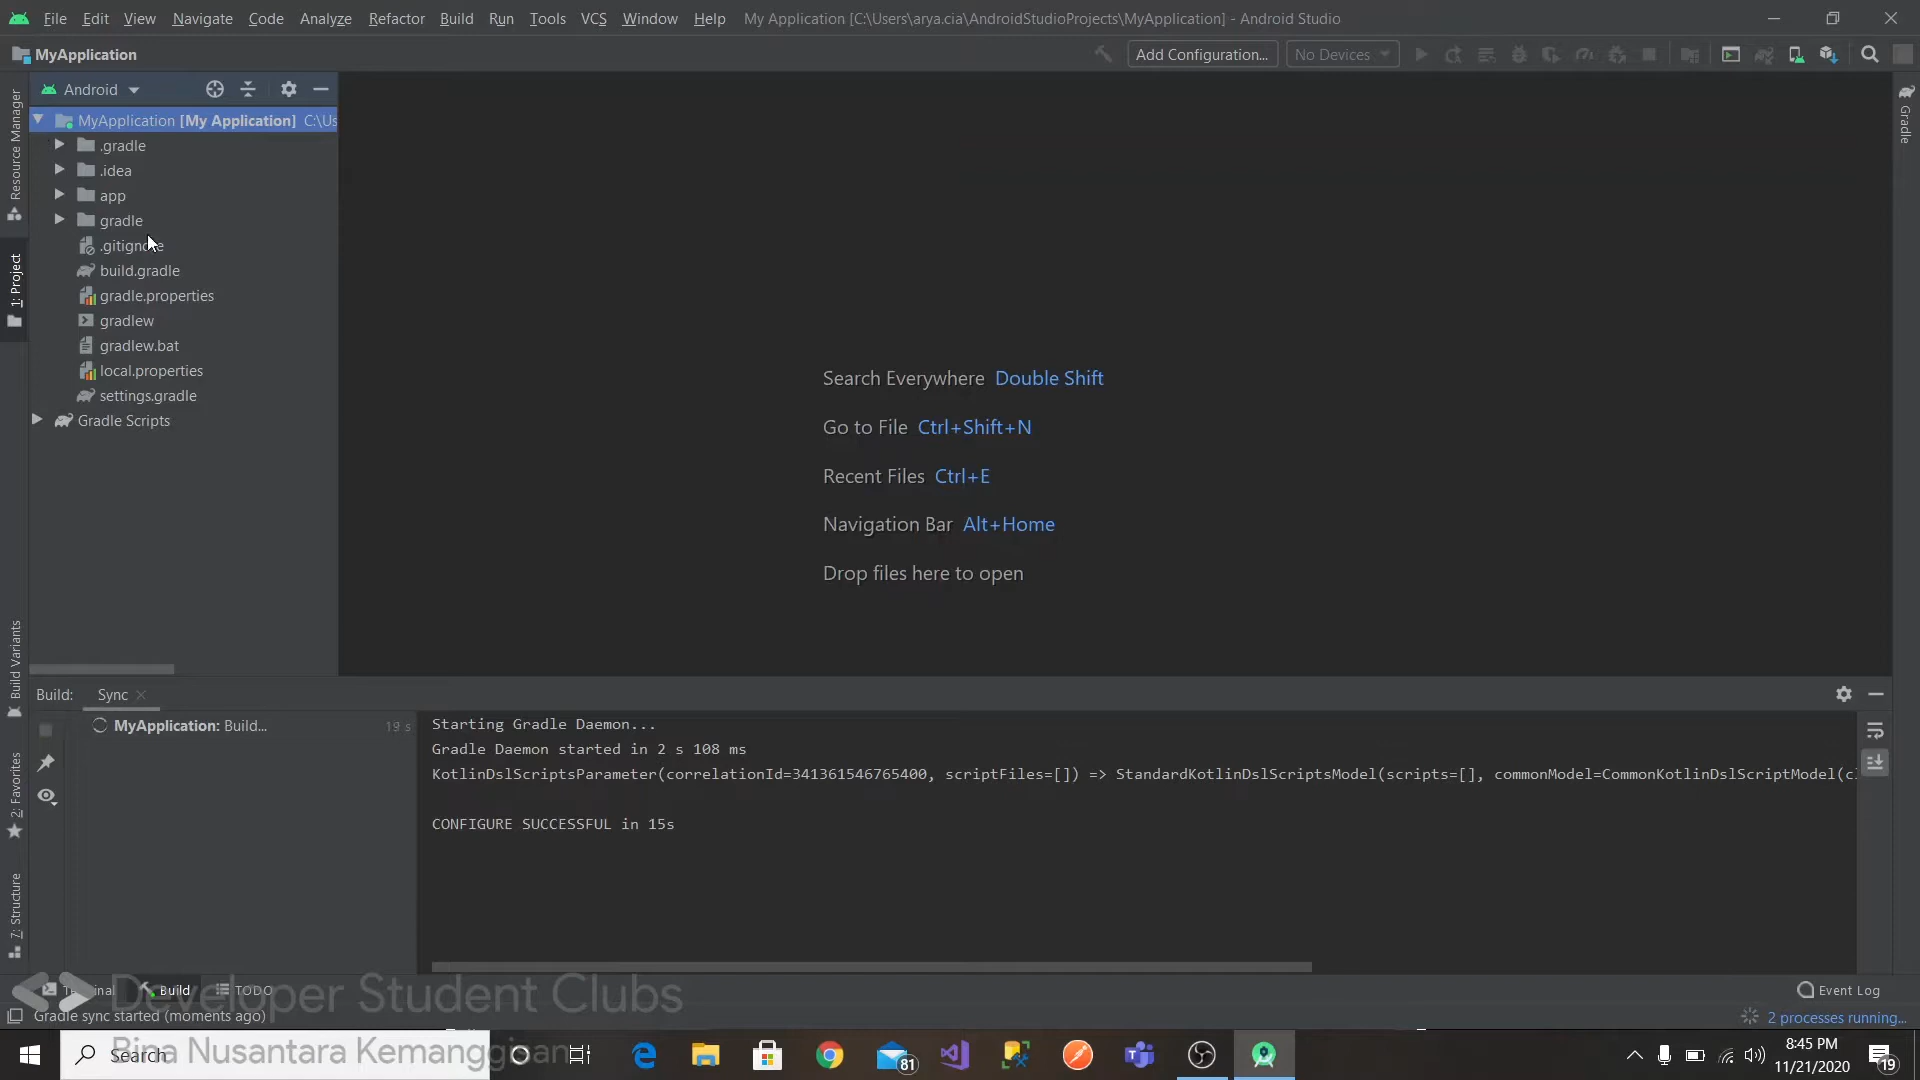 File Edit View Navigate Code Analyze Refactor Build Run Tools VCS Window Help My Application [C:\Users\arya.cia\AndroidStudioProjects\MyApplication] - Android Studio
MyApplication
Add Configuration...
No Devices
Android
MyApplication [My Application] C:\Us
.gradle
.idea
app
gradle
.gitignore
build.gradle
gradle.properties
gradlew
gradlew.bat
local.properties
settings.gradle
Gradle Scripts
Resource Manager
1: Project
Build Variants
2: Favorites
7: Structure
Gradle
Search Everywhere Double Shift
Go to File Ctrl+Shift+N
Recent Files Ctrl+E
Navigation Bar Alt+Home
Drop files here to open
Build: Sync
MyApplication: Build... 19 s
Starting Gradle Daemon...
Gradle Daemon started in 2 s 108 ms
KotlinDslScriptsParameter(correlationId=341361546765400, scriptFiles=[]) => StandardKotlinDslScriptsModel(scripts=[], commonModel=CommonKotlinDslScriptModel(c
CONFIGURE SUCCESSFUL in 15s
Terminal Build TODO
Event Log
Developer Student Clubs
Gradle sync started (moments ago)
2 processes running...
Search
Bina Nusantara Kemanggisan
81
8:45 PM
11/21/2020
19